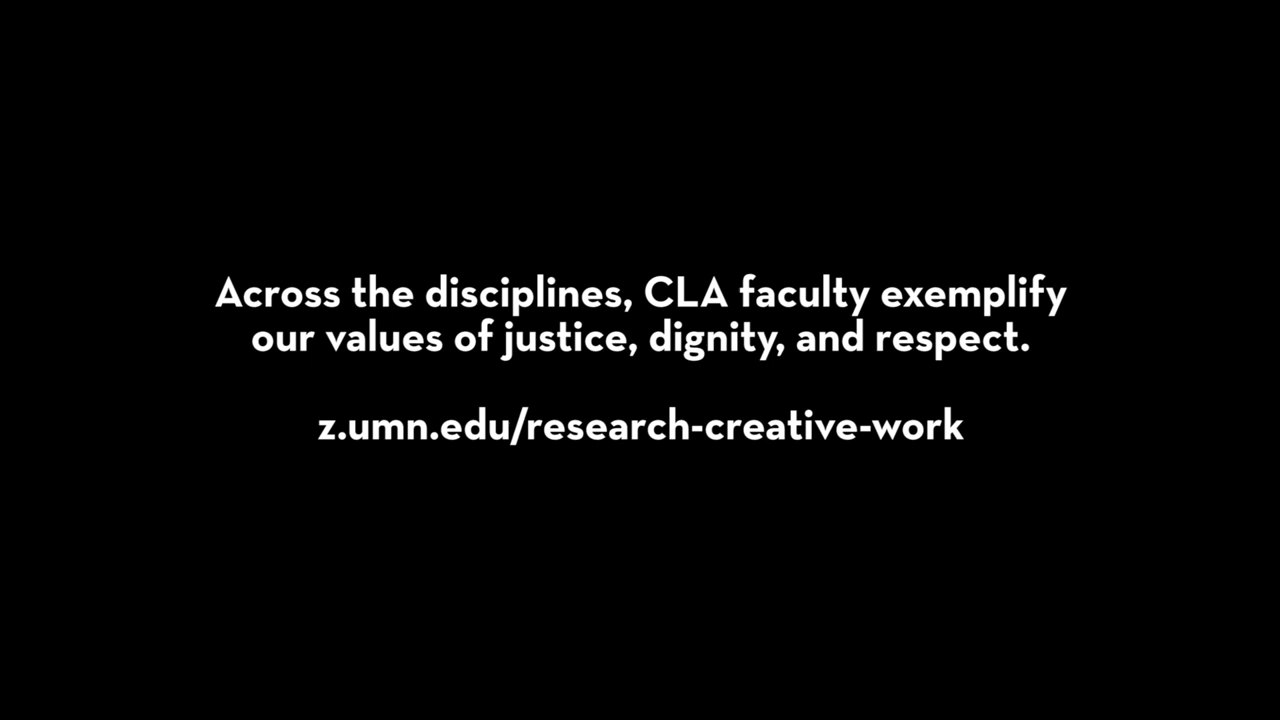 Across the disciplines, CLA faculty exemplify
our values of justice, dignity, and respect.
z.umn.edu/research-creative-work